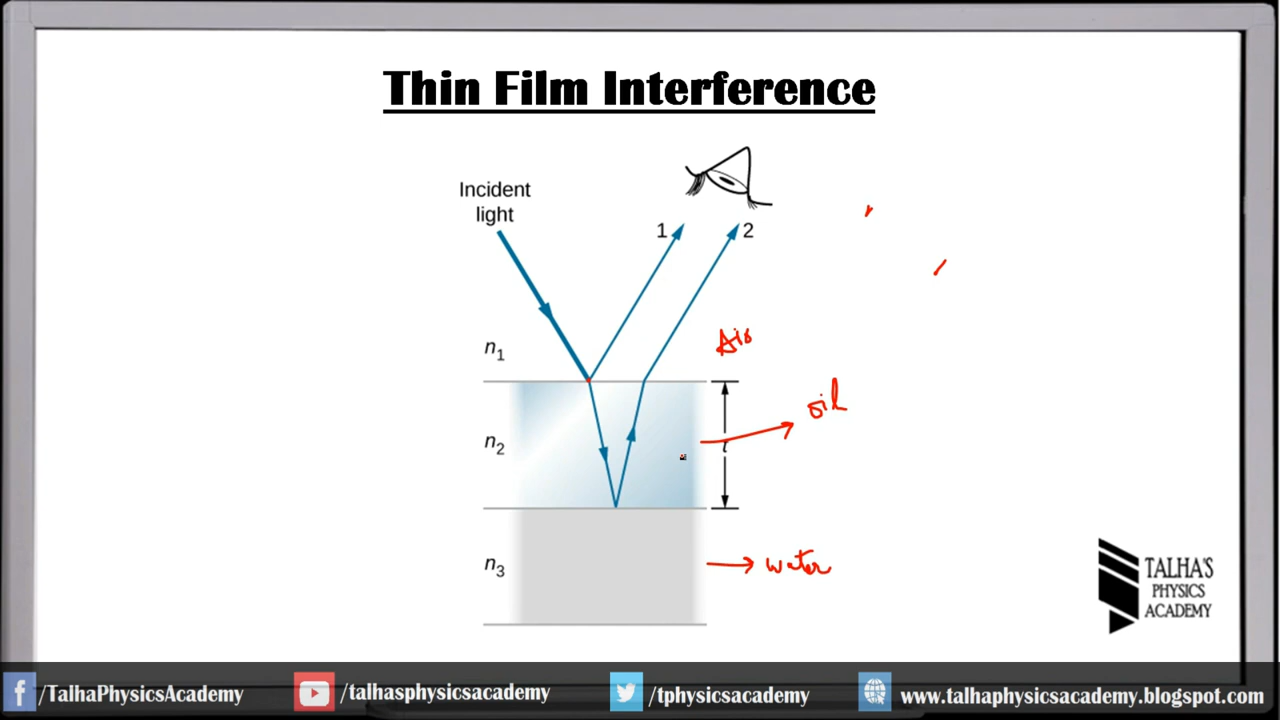 Thin Film Interference
Incident
light
1
2
n1
Air
oil
n2
t
n3
water
TALHA'S
PHYSICS
ACADEMY
/TalhaPhysicsAcademy
/talhasphysicsacademy
/tphysicsacademy
www.talhaphysicsacademy.blogspot.com